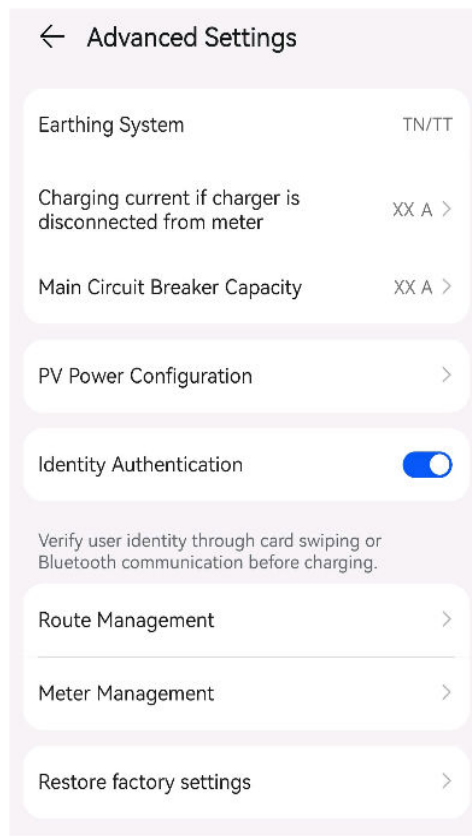 Advanced Settings
Earthing System TN/TT
Charging current if charger is
disconnected from meter XX A
Main Circuit Breaker Capacity XX A
PV Power Configuration
Identity Authentication
Verify user identity through card swiping or
Bluetooth communication before charging.
Route Management
Meter Management
Restore factory settings